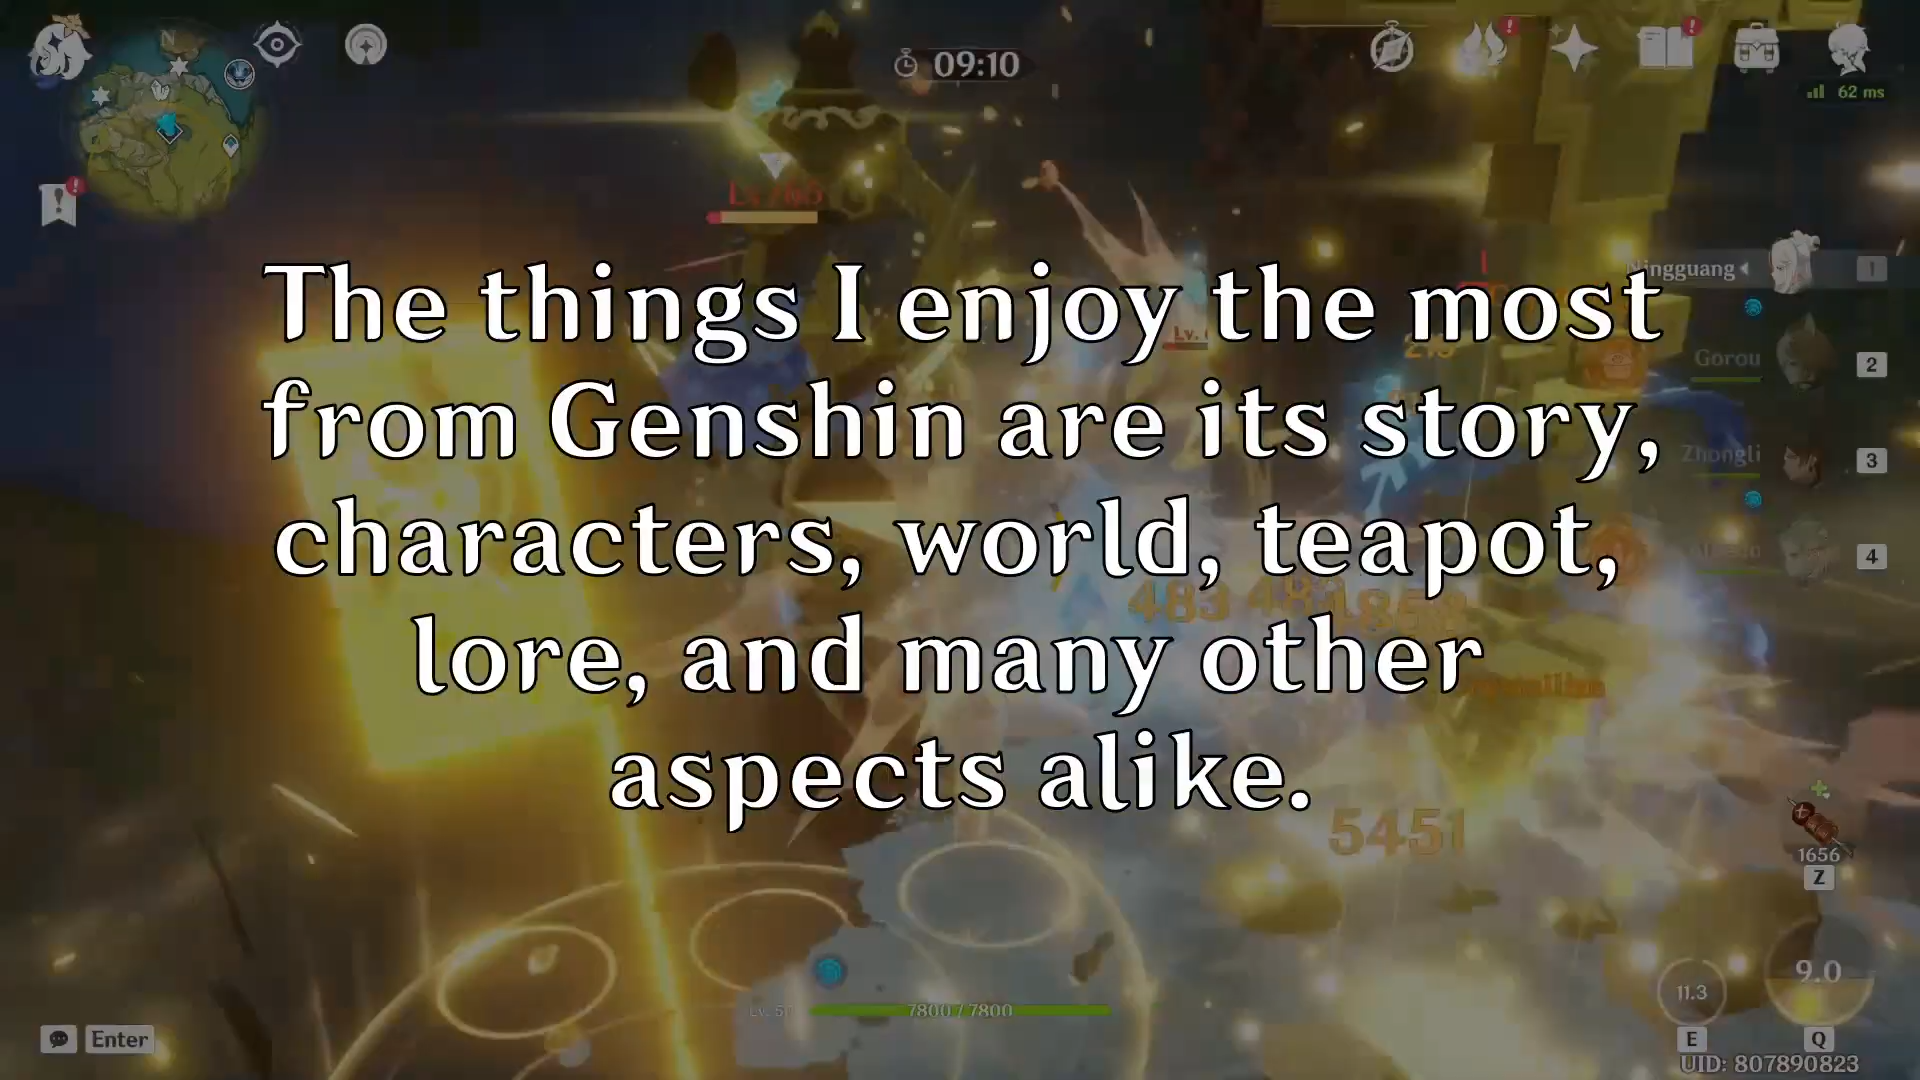 N
09:10
62 ms
Ningguang
1
The things I enjoy the most
Gorou
2
from Genshin are its story,
Zhongli
3
characters, world, teapot,
4
483
lore, and many other
aspects alike.
5451
1656
Z
9.0
11.3
7800 / 7800
Enter
E
Q
UID: 807890823